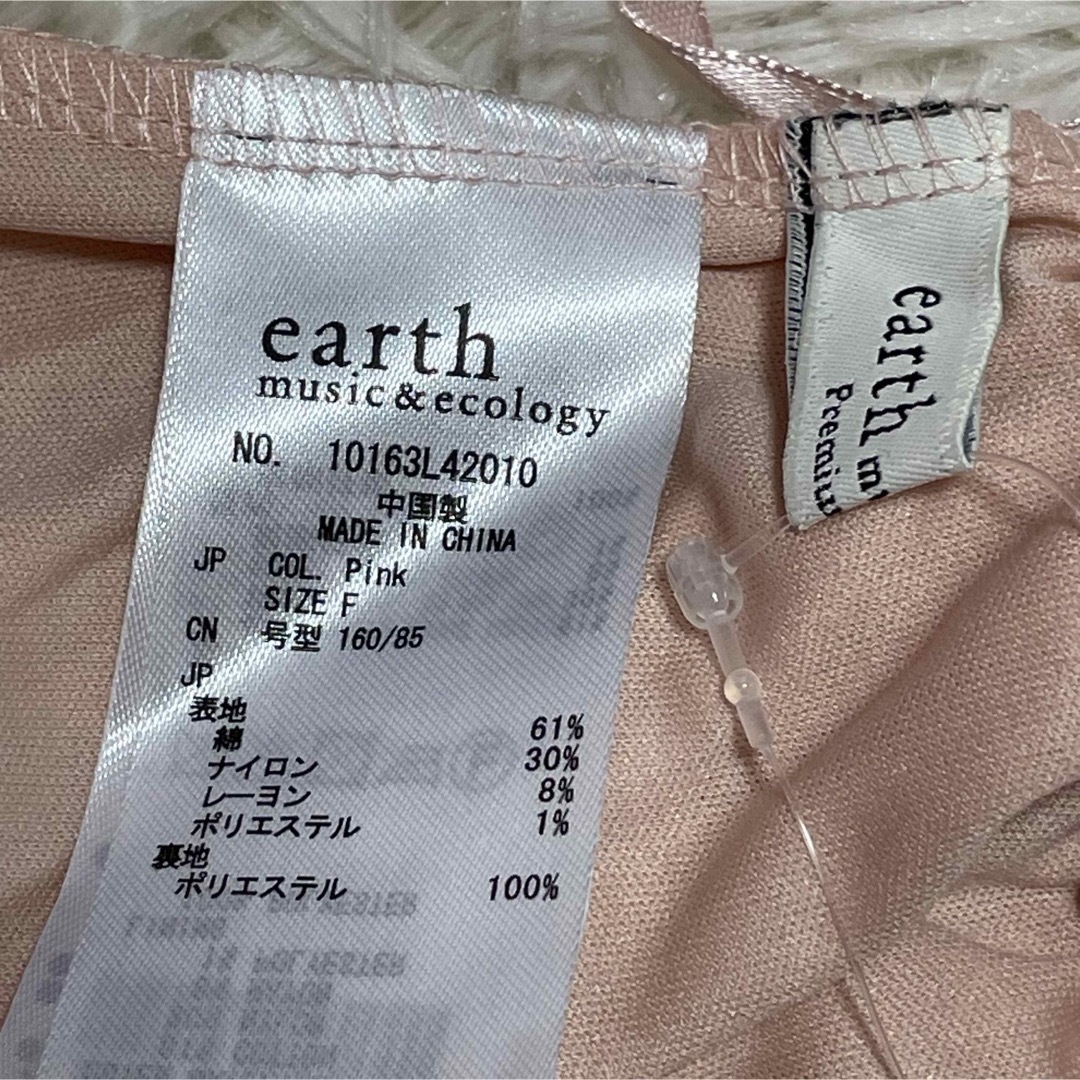 earth
music&ecology
NO. 10163L42010
中国製
MADE IN CHINA
JP COL. Pink
SIZE F
CN 号型 160/85
JP
表地
綿 61%
ナイロン 30%
レーヨン 8%
ポリエステル 1%
裏地
ポリエステル 100%
earth